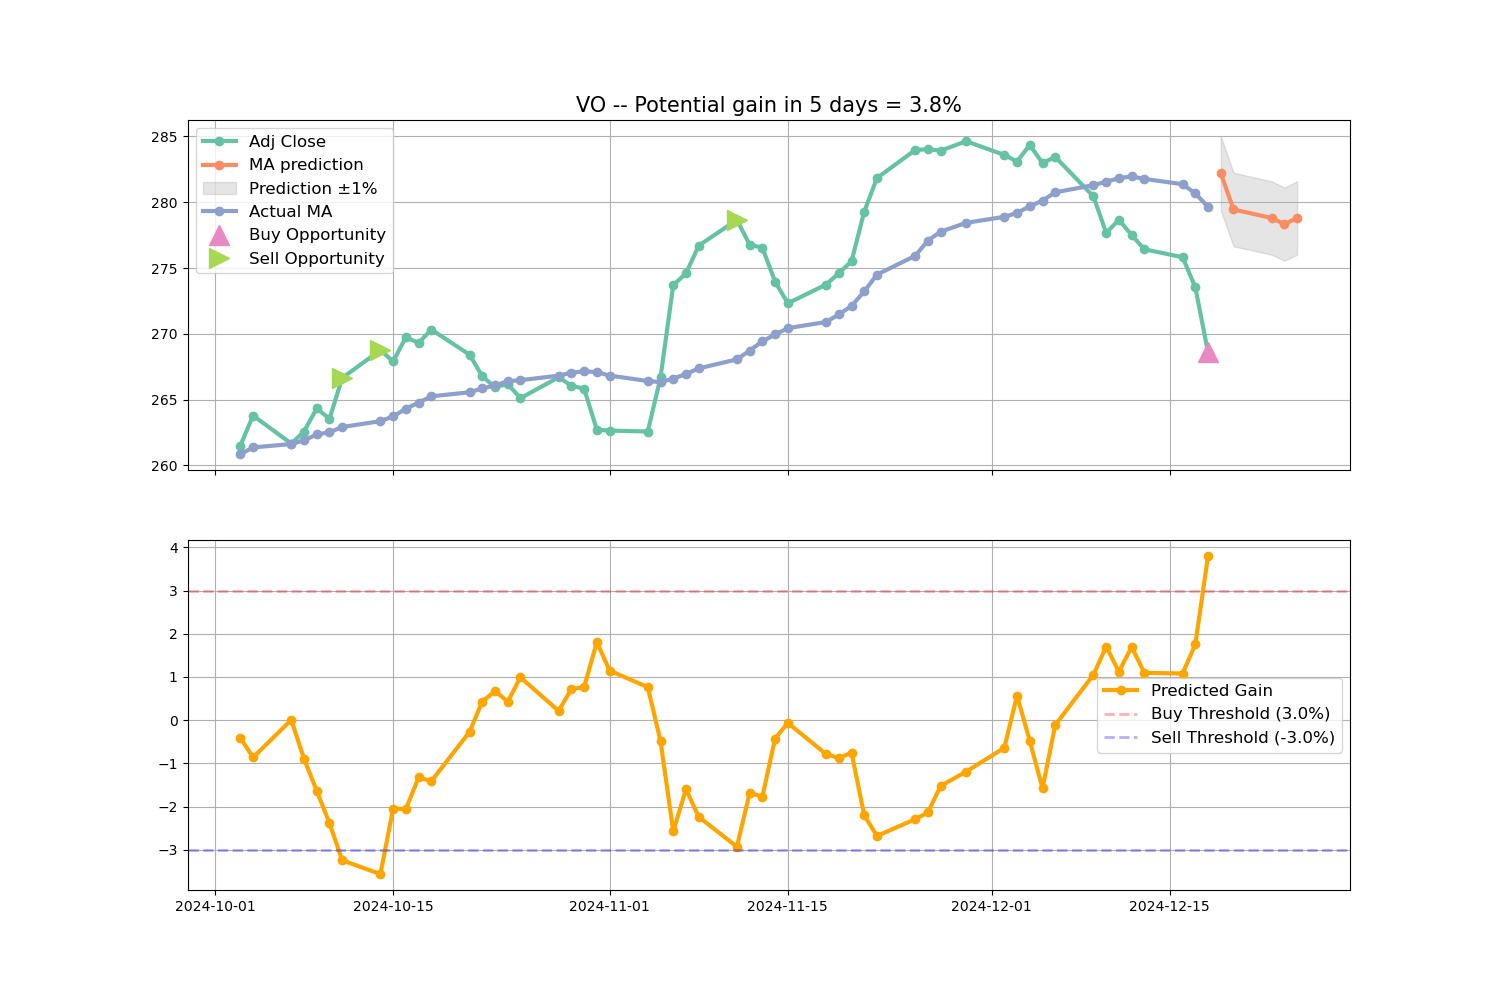 VO -- Potential gain in 5 days = 3.8%
285
280
275
270
265
260
Adj Close
MA prediction
Prediction ±1%
Actual MA
Buy Opportunity
Sell Opportunity
4
3
2
1
0
−1
−2
−3
Predicted Gain
Buy Threshold (3.0%)
Sell Threshold (-3.0%)
2024-10-01 2024-10-15 2024-11-01 2024-11-15 2024-12-01 2024-12-15